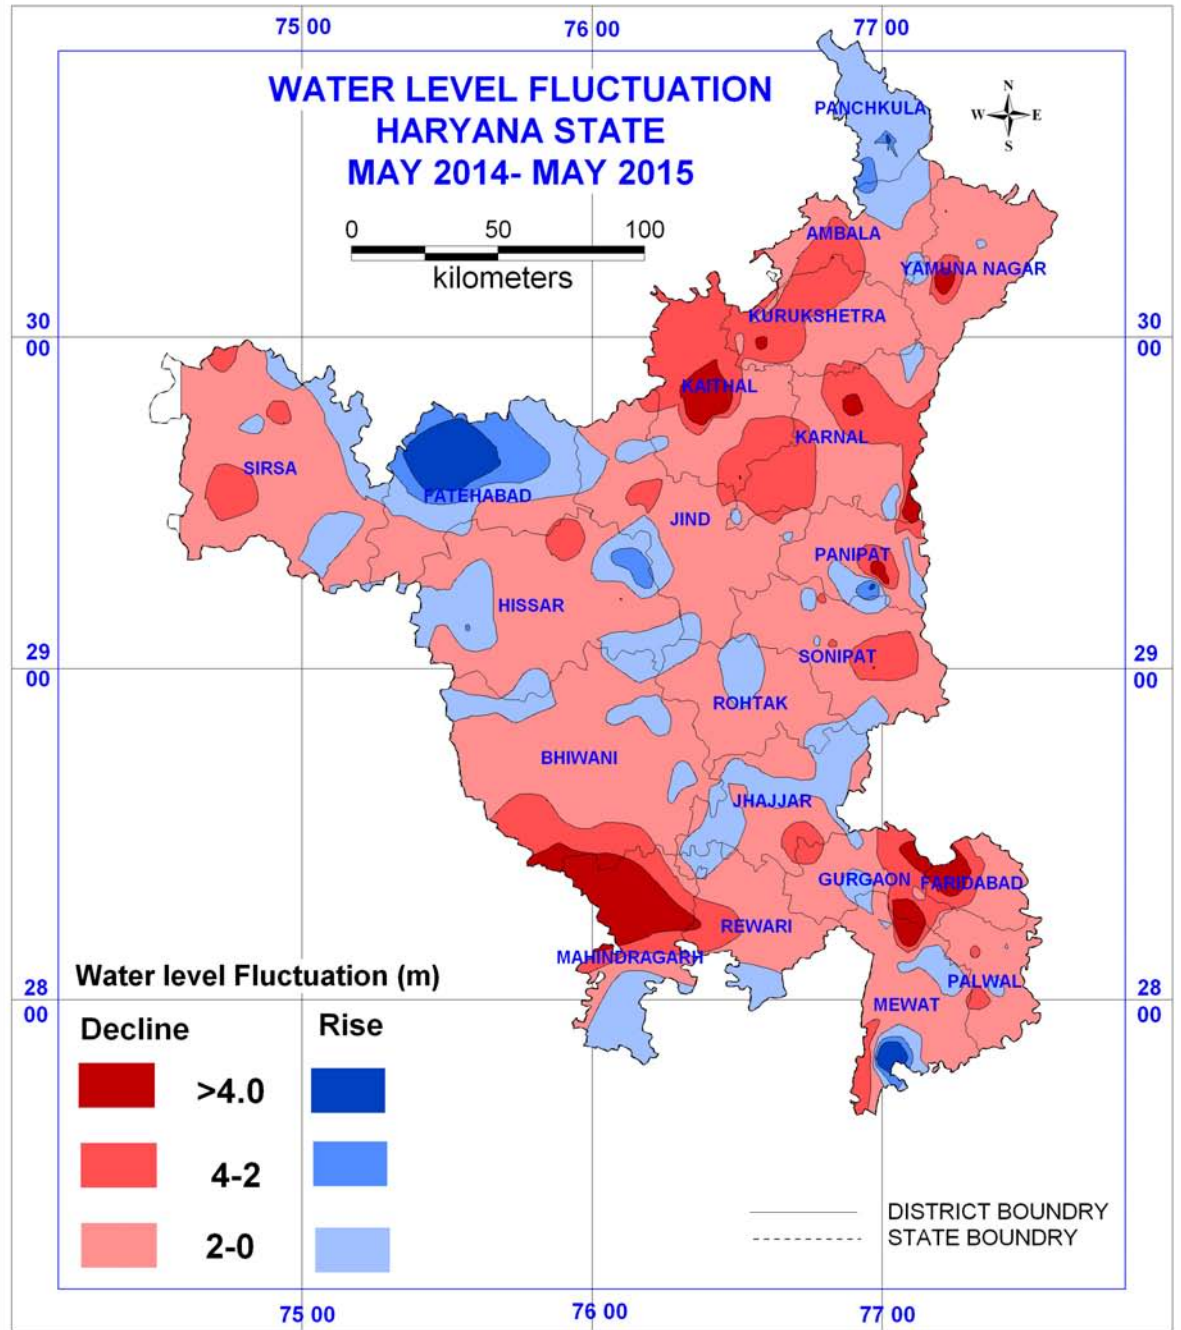 75 00
76 00
77 00
WATER LEVEL FLUCTUATION
HARYANA STATE
MAY 2014- MAY 2015
N
W E
S
0 50 100
kilometers
PANCHKULA
AMBALA
YAMUNA NAGAR
KURUKSHETRA
30
00
30
00
KAITHAL
KARNAL
SIRSA
FATEHABAD
JIND
PANIPAT
HISSAR
SONIPAT
29
00
29
00
ROHTAK
BHIWANI
JHAJJAR
GURGAON
FARIDABAD
REWARI
MAHINDRAGARH
PALWAL
MEWAT
28
00
28
00
Water level Fluctuation (m)
Decline Rise
>4.0
4-2
2-0
DISTRICT BOUNDRY
STATE BOUNDRY
75 00
76 00
77 00